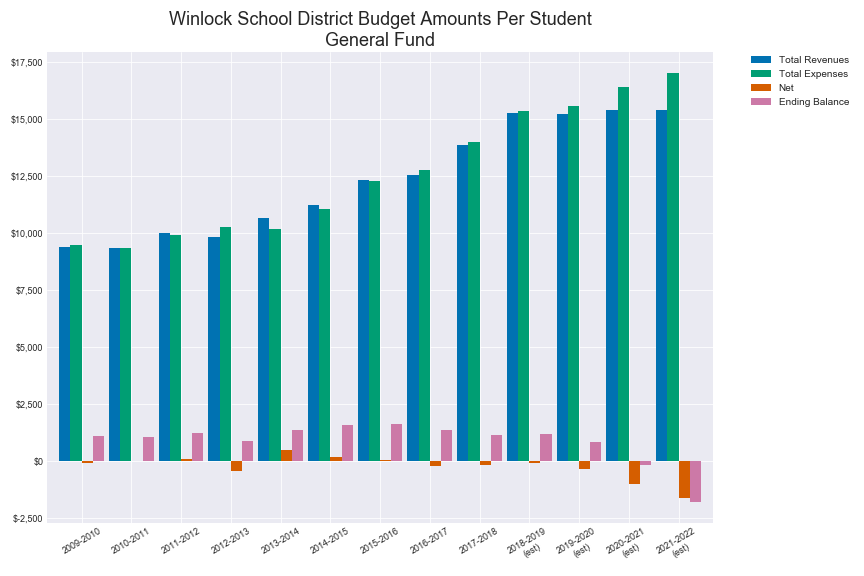 Winlock School District Budget Amounts Per Student
General Fund
Total Revenues
Total Expenses
Net
Ending Balance
$17,500
$15,000
$12,500
$10,000
$7,500
$5,000
$2,500
$0
$-2,500
2009-2010
2010-2011
2011-2012
2012-2013
2013-2014
2014-2015
2015-2016
2016-2017
2017-2018
2018-2019
(est)
2019-2020
(est)
2020-2021
(est)
2021-2022
(est)